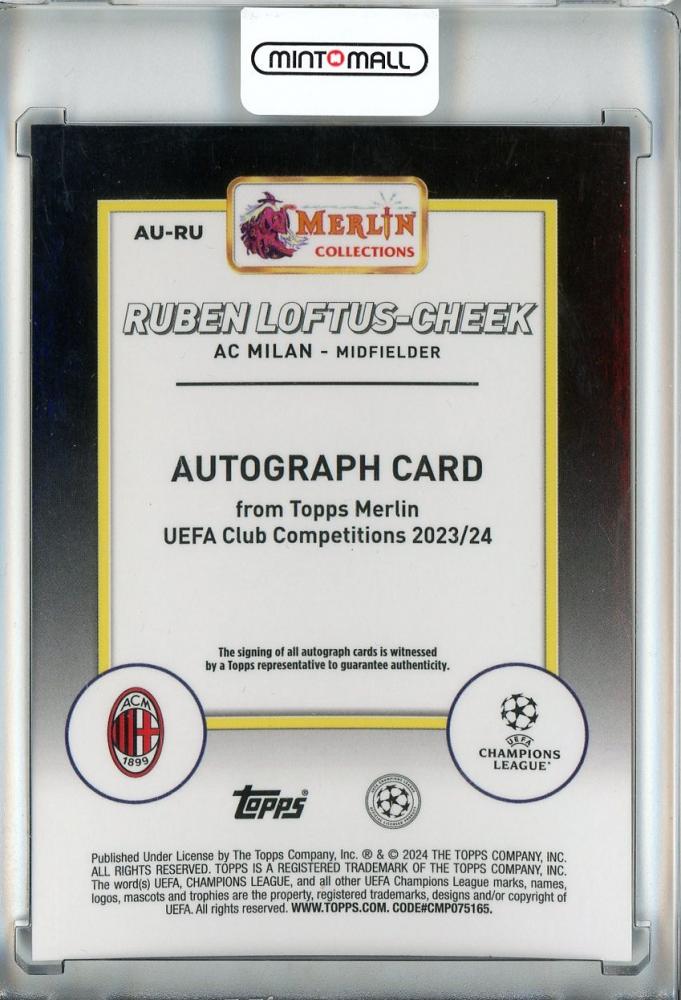 MINTMALL
AU-RU
MERLIN
COLLECTIONS
RUBEN LOFTUS-CHEEK
AC MILAN - MIDFIELDER
AUTOGRAPH CARD
from Topps Merlin
UEFA Club Competitions 2023/24
The signing of all autograph cards is witnessed
by a Topps representative to guarantee authenticity.
ACM
1899
UEFA
CHAMPIONS
LEAGUE®
topps®
Published Under License by The Topps Company, Inc. ® & © 2024 THE TOPPS COMPANY, INC.
ALL RIGHTS RESERVED. TOPPS IS A REGISTERED TRADEMARK OF THE TOPPS COMPANY, INC.
The word(s) UEFA, CHAMPIONS LEAGUE, and all other UEFA Champions League marks, names,
logos, mascots and trophies are the property, registered trademarks, designs and/or copyright of
UEFA. All rights reserved. WWW.TOPPS.COM. CODE#CMP075165.